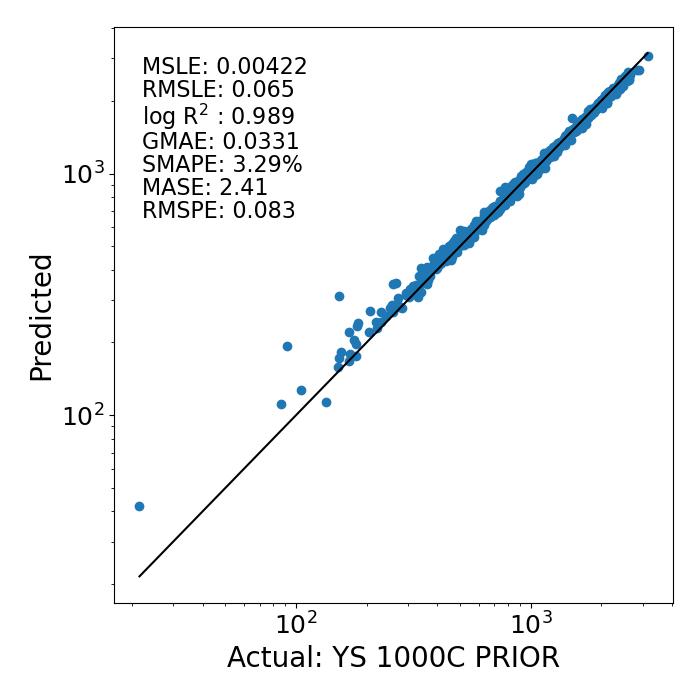 MSLE: 0.00422
RMSLE: 0.065
log R² : 0.989
GMAE: 0.0331
SMAPE: 3.29%
MASE: 2.41
RMSPE: 0.083
10³
Predicted
10²
10² 10³
Actual: YS 1000C PRIOR